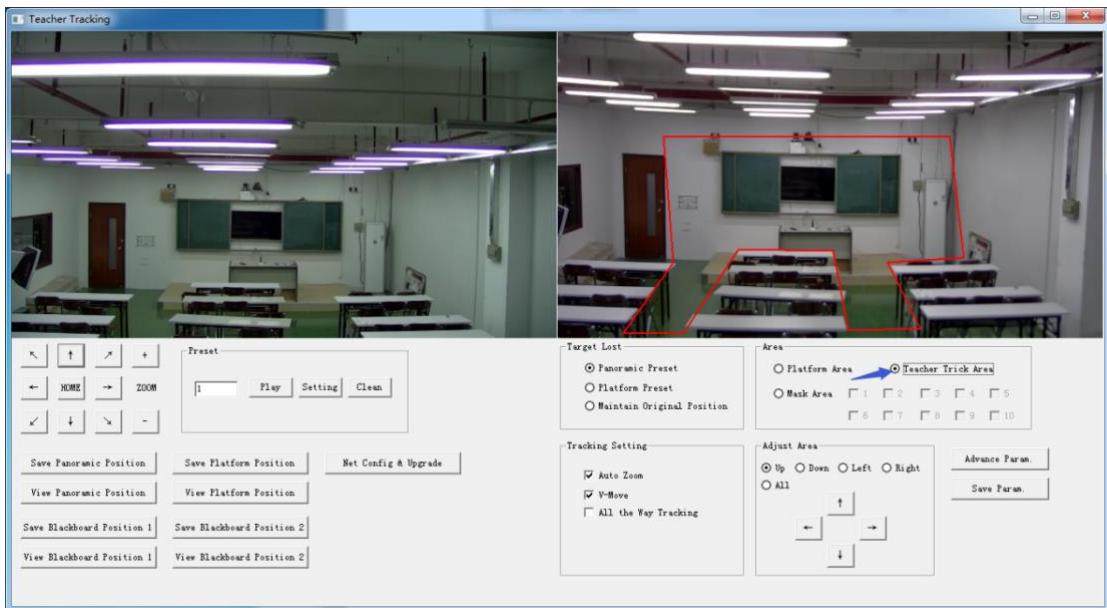 Teacher Tracking
↖ ↑ ↗ +
← HOME → ZOOM
↙ ↓ ↘ -
Preset
1 Play Setting Clean
Save Panoramic Position Save Platform Position Net Config & Upgrade
View Panoramic Position View Platform Position
Save Blackboard Position 1 Save Blackboard Position 2
View Blackboard Position 1 View Blackboard Position 2
Target Lost
Panoramic Preset
Platform Preset
Maintain Original Position
Area
Platform Area Teacher Trick Area
Mask Area 1 2 3 4 5
6 7 8 9 10
Tracking Setting
Auto Zoom
V-Move
All the Way Tracking
Adjust Area
Up Down Left Right
All
↑
← →
↓
Advance Param.
Save Param.